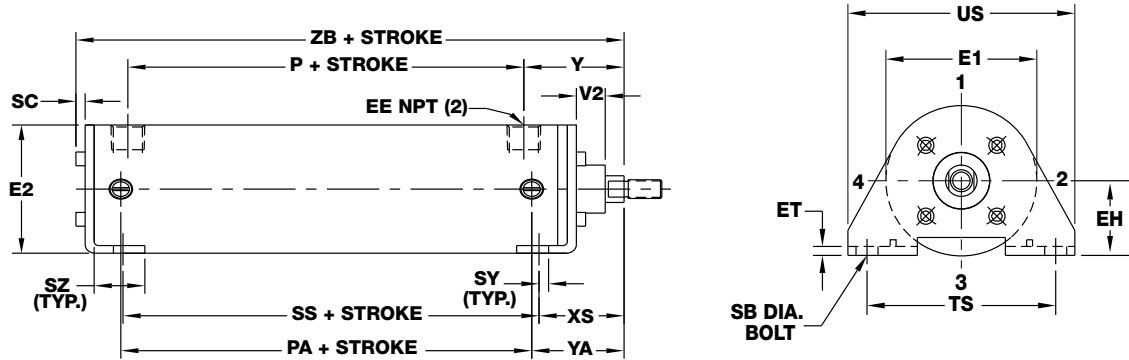 ZB + STROKE
P + STROKE
Y
SC
V2
EE NPT (2)
E2
SZ
(TYP.)
SY
(TYP.)
SS + STROKE
XS
PA + STROKE
YA
US
E1
1
4
2
ET
EH
3
TS
SB DIA.
BOLT